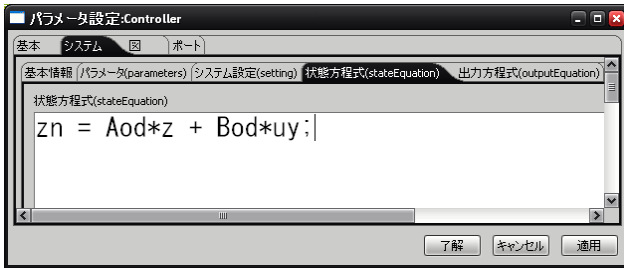 パラメータ設定:Controller
基本 システム 図 ポート
基本情報 パラメータ(parameters) システム設定(setting) 状態方程式(stateEquation) 出力方程式(outputEquation)
状態方程式(stateEquation)
zn = Aod*z + Bod*uy;
了解 キャンセル 適用